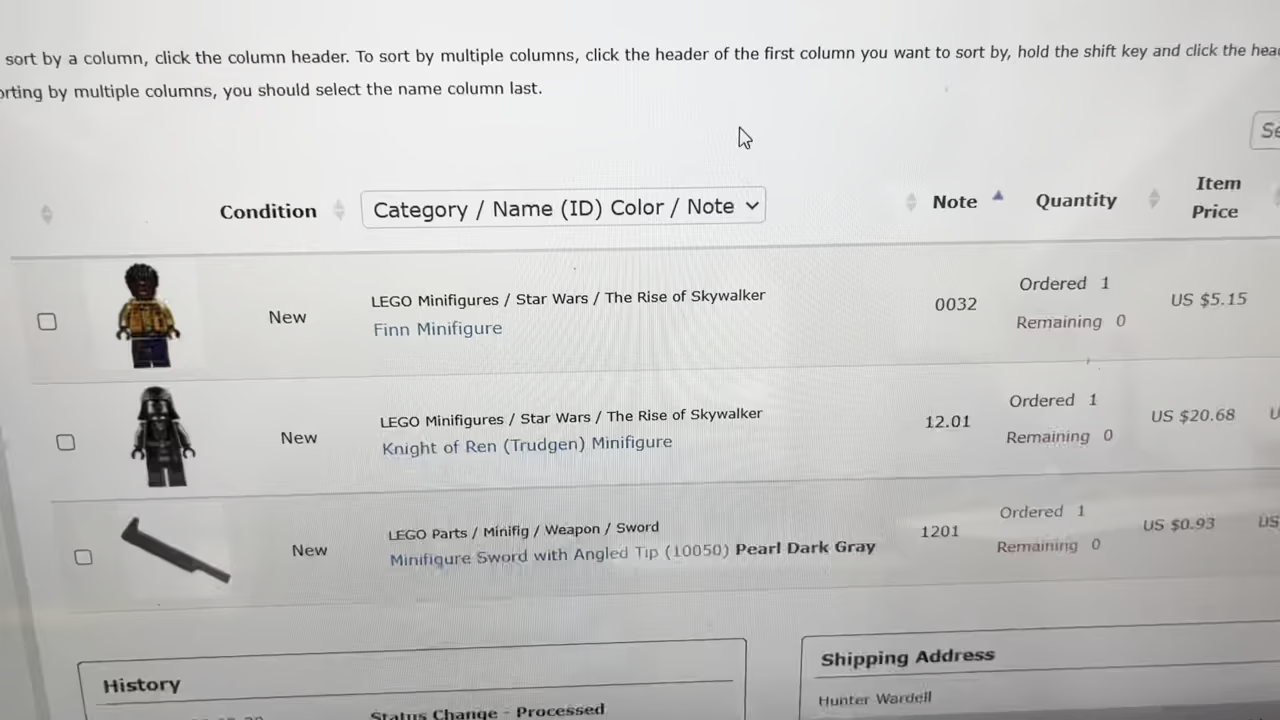 sort by a column, click the column header. To sort by multiple columns, click the header of the first column you want to sort by, hold the shift key and click the
by multiple columns, you should select the name column last.
Condition Category / Name (ID) Color / Note Note Quantity Item Price
New
LEGO Minifigures / Star Wars / The Rise of Skywalker
Finn Minifigure
0032
Ordered 1
Remaining 0
US $5.15
New
LEGO Minifigures / Star Wars / The Rise of Skywalker
Knight of Ren (Trudgen) Minifigure
12.01
Ordered 1
Remaining 0
US $20.68
New
LEGO Parts / Minifig / Weapon / Sword
Minifigure Sword with Angled Tip (10050) Pearl Dark Gray
1201
Ordered 1
Remaining 0
US $0.93
US
History
Status Change - Processed
Shipping Address
Hunter Wardell